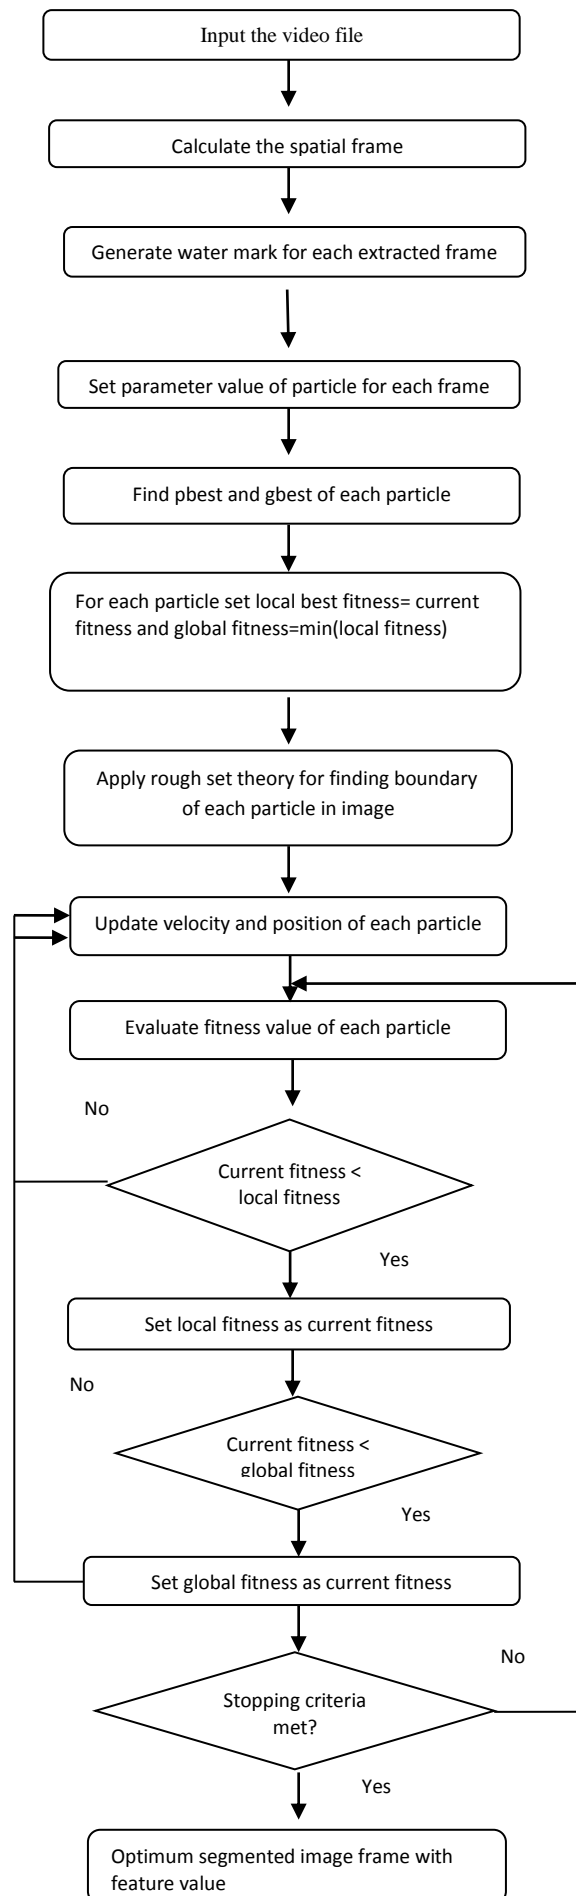 Input the video file
Calculate the spatial frame
Generate water mark for each extracted frame
Set parameter value of particle for each frame
Find pbest and gbest of each particle
For each particle set local best fitness= current
fitness and global fitness=min(local fitness)
Apply rough set theory for finding boundary
of each particle in image
Update velocity and position of each particle
Evaluate fitness value of each particle
No
Current fitness <
local fitness
Yes
Set local fitness as current fitness
No
Current fitness <
global fitness
Yes
Set global fitness as current fitness
No
Stopping criteria
met?
Yes
Optimum segmented image frame with
feature value